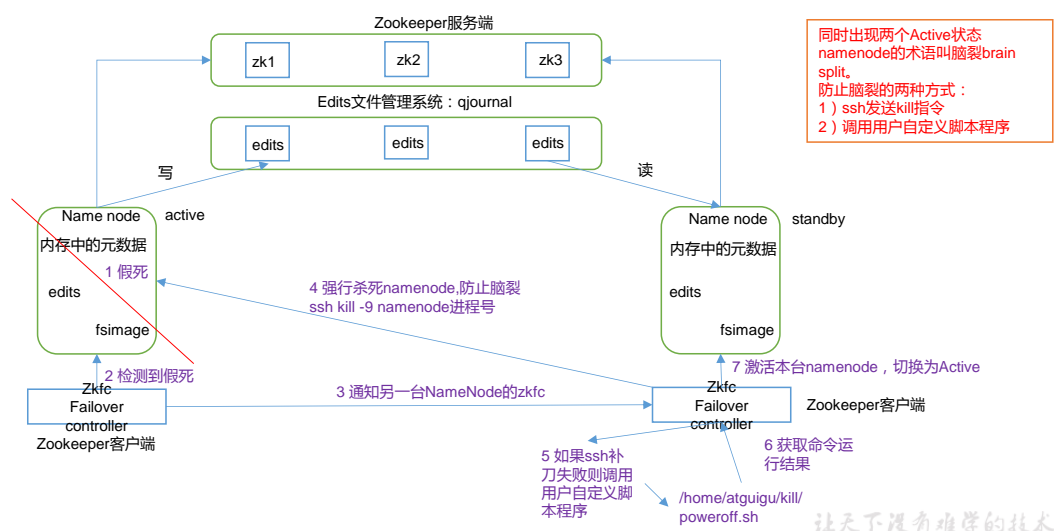 Zookeeper服务端
zk1
zk2
zk3
Edits文件管理系统：qjournal
edits
edits
edits
同时出现两个Active状态
namenode的术语叫脑裂brain
split。
防止脑裂的两种方式：
1）ssh发送kill指令
2）调用用户自定义脚本程序
写
读
Name node
active
内存中的元数据
1 假死
edits
fsimage
Name node
standby
内存中的元数据
edits
fsimage
4 强行杀死namenode,防止脑裂
ssh kill -9 namenode进程号
2 检测到假死
Zkfc
Failover
controller
Zookeeper客户端
3 通知另一台NameNode的zkfc
7 激活本台namenode，切换为Active
Zkfc
Failover
controller
Zookeeper客户端
5 如果ssh补
刀失败则调用
用户自定义脚
本程序
6 获取命令运
行结果
/home/atguigu/kill/
poweroff.sh
让天下没有难学的技术